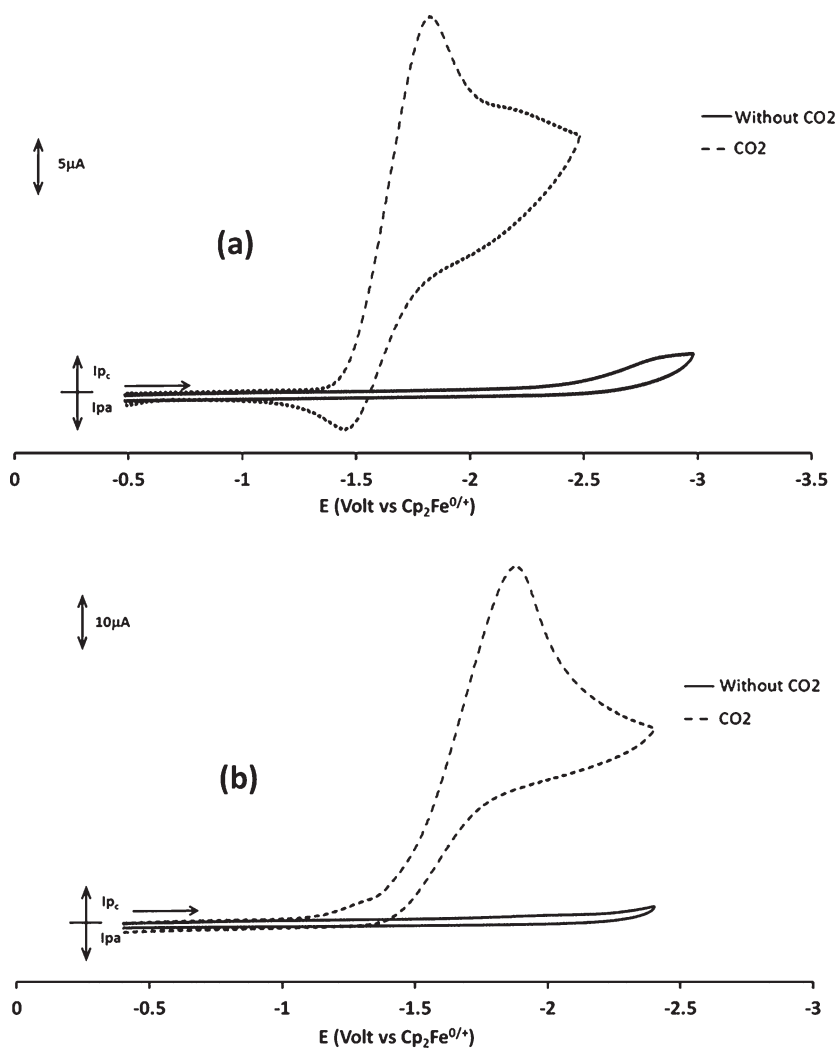 Without CO2
CO2
5µA
(a)
Ipc
Ipa
0 -0.5 -1 -1.5 -2 -2.5 -3 -3.5
E (Volt vs Cp₂Fe⁰/⁺)
10µA
Without CO2
CO2
(b)
Ipc
Ipa
0 -0.5 -1 -1.5 -2 -2.5 -3
E (Volt vs Cp₂Fe⁰/⁺)